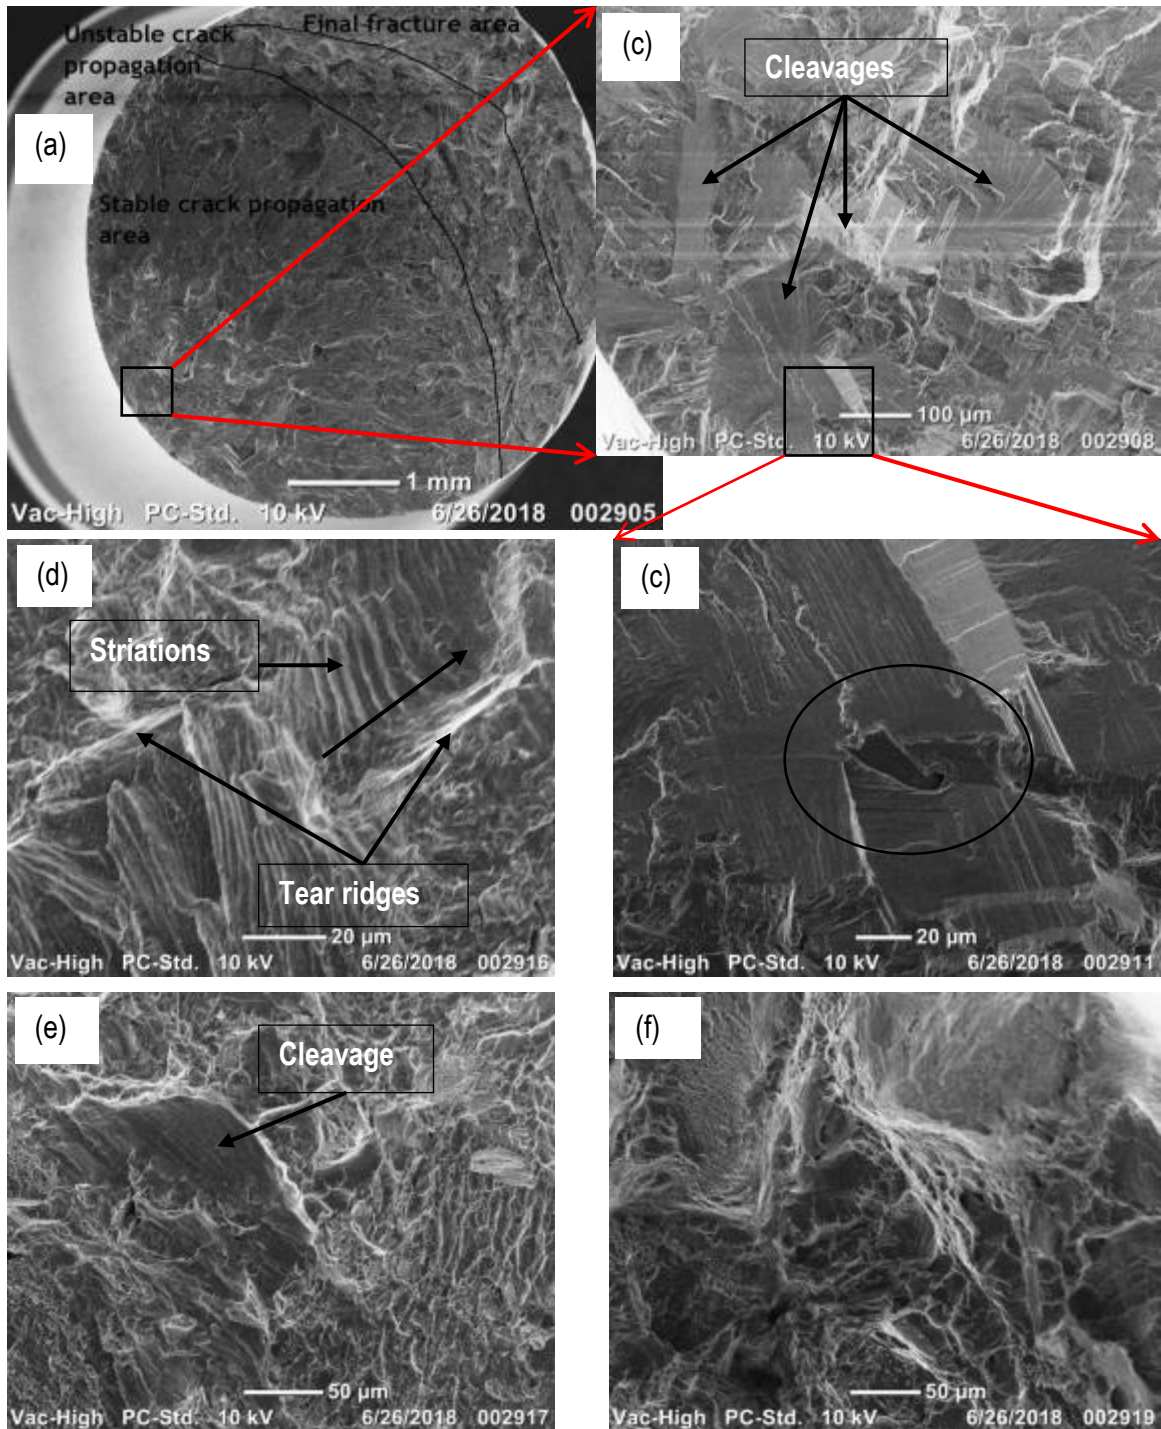 Unstable crack
propagation
area
Final fracture area
(a)
Stable crack propagation
area
1 mm
Vac-High PC-Std. 10 kV 6/26/2018 002905
(c)
Cleavages
100 µm
Vac-High PC-Std. 10 kV 6/26/2018 002908
(d)
Striations
Tear ridges
20 µm
Vac-High PC-Std. 10 kV 6/26/2018 002916
(c)
20 µm
Vac-High PC-Std. 10 kV 6/26/2018 002911
(e)
Cleavage
50 µm
Vac-High PC-Std. 10 kV 6/26/2018 002917
(f)
50 µm
Vac-High PC-Std. 10 kV 6/26/2018 002919